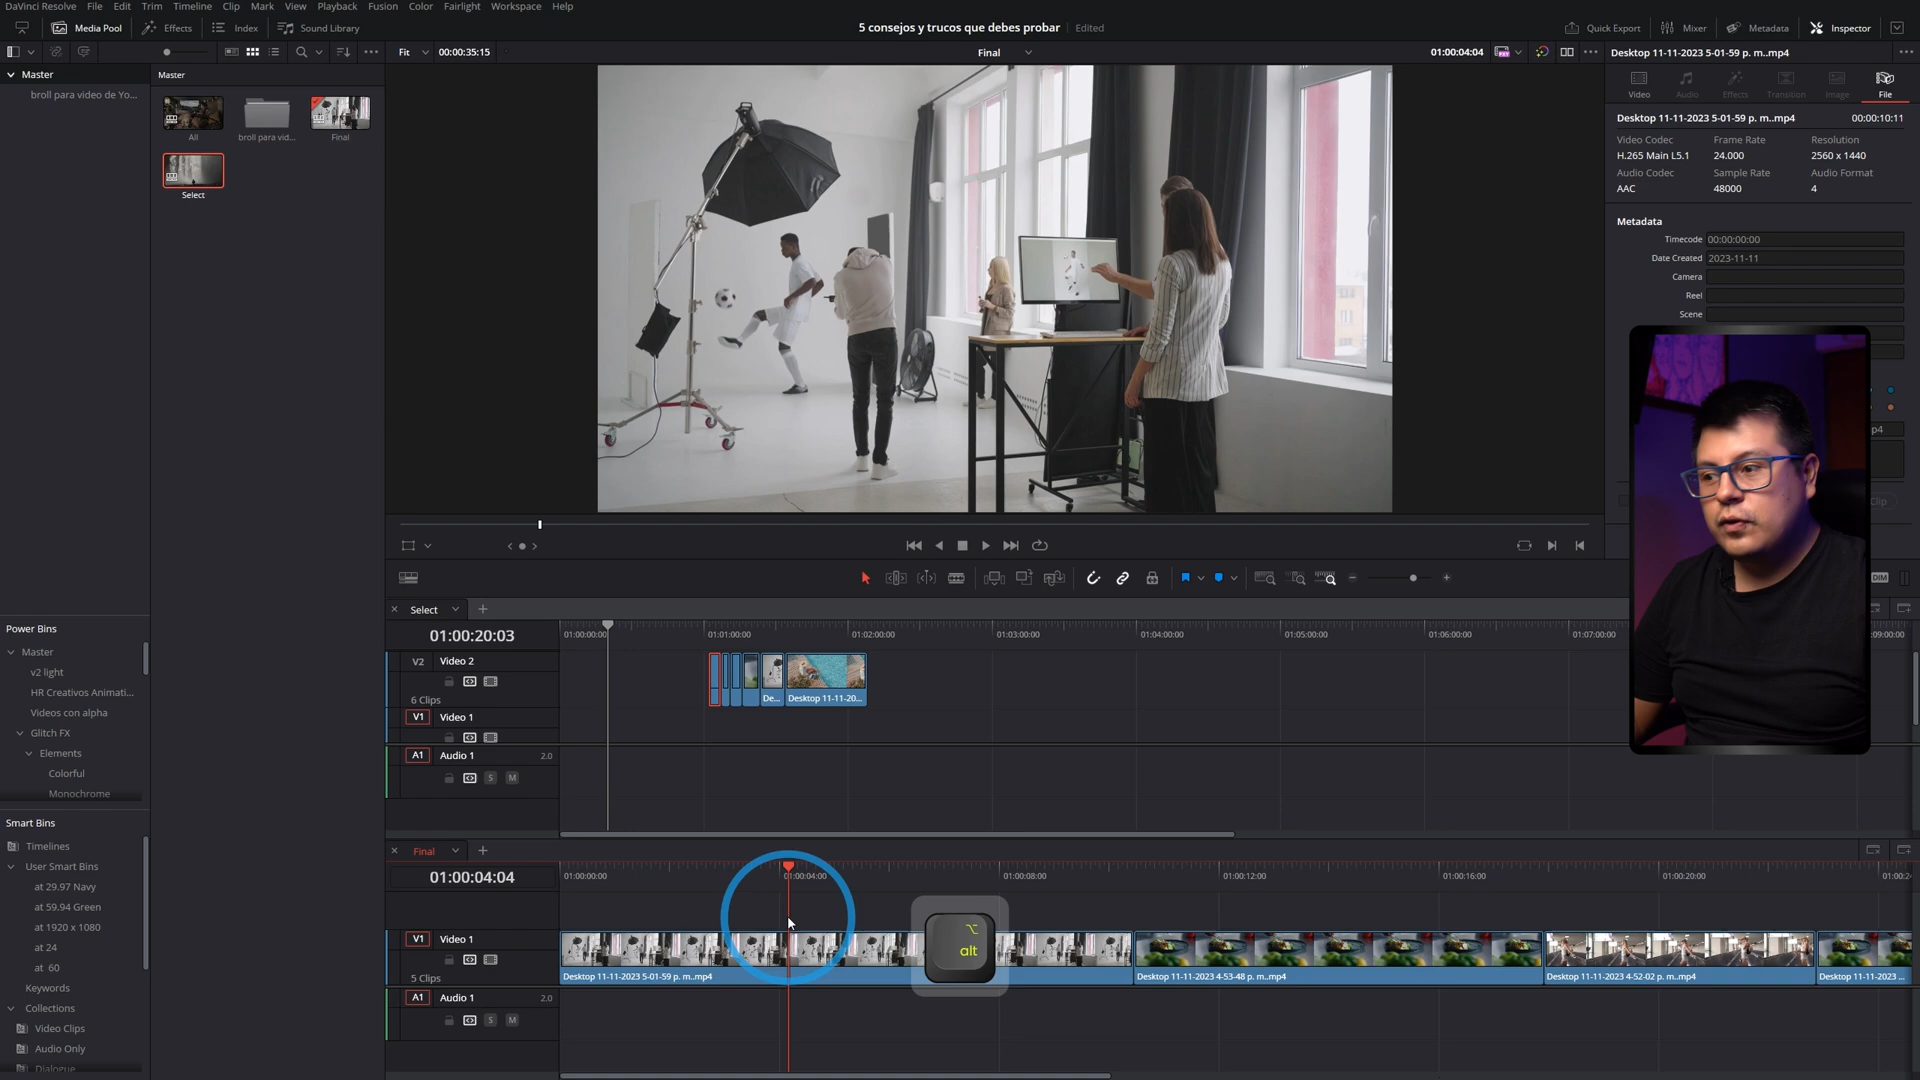 DaVinci Resolve File Edit Trim Timeline Clip Mark View Playback Fusion Color Fairlight Workspace Help
Media Pool Effects Index Sound Library
5 consejos y trucos que debes probar Edited
Quick Export Mixer Metadata Inspector
Fit 00:00:35:15 Final 01:00:04:04
Desktop 11-11-2023 5-01-59 p. m..mp4
Master
broll para video de Yo...
Master
All
broll para vid...
Final
Select
Video Audio Effects Transition Image File
Desktop 11-11-2023 5-01-59 p. m..mp4 00:00:10:11
Video Codec Frame Rate Resolution
H.265 Main L5.1 24.000 2560 x 1440
Audio Codec Sample Rate Audio Format
AAC 48000 4
Metadata
Timecode 00:00:00:00
Date Created 2023-11-11
Camera
Reel
Scene
p4
Clip
DIM
Power Bins
Master
v2 light
HR Creativos Animati...
Videos con alpha
Glitch FX
Elements
Colorful
Monochrome
Smart Bins
Timelines
User Smart Bins
at 29.97 Navy
at 59.94 Green
at 1920 x 1080
at 24
at 60
Keywords
Collections
Video Clips
Audio Only
Dialogue
Select
01:00:20:03
01:00:00:00 01:01:00:00 01:02:00:00 01:03:00:00 01:04:00:00 01:05:00:00 01:06:00:00 01:07:00:00 :09:00:00
V2 Video 2
6 Clips
De... Desktop 11-11-20...
V1 Video 1
A1 Audio 1 2.0
S M
Final
01:00:04:04
01:00:00:00 01:00:04:00 01:00:08:00 01:00:12:00 01:00:16:00 01:00:20:00 01:00:24
V1 Video 1
5 Clips
Desktop 11-11-2023 5-01-59 p. m..mp4
Desktop 11-11-2023 4-53-48 p. m..mp4
Desktop 11-11-2023 4-52-02 p. m..mp4
Desktop 11-11-2023 ...
alt
A1 Audio 1 2.0
S M